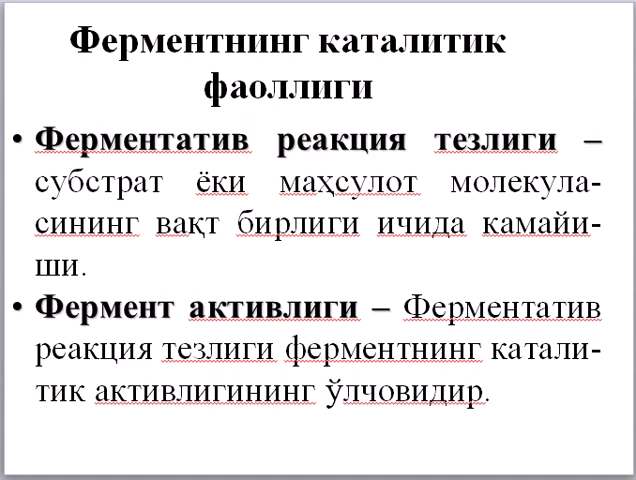 Ферментнинг каталитик
фаоллиги
• Ферментатив реакция тезлиги –
субстрат ёки маҳсулот молекула-
сининг вақт бирлиги ичида камайи-
ши.
• Фермент активлиги – Ферментатив
реакция тезлиги ферментнинг катали-
тик активлигининг ўлчовидир.